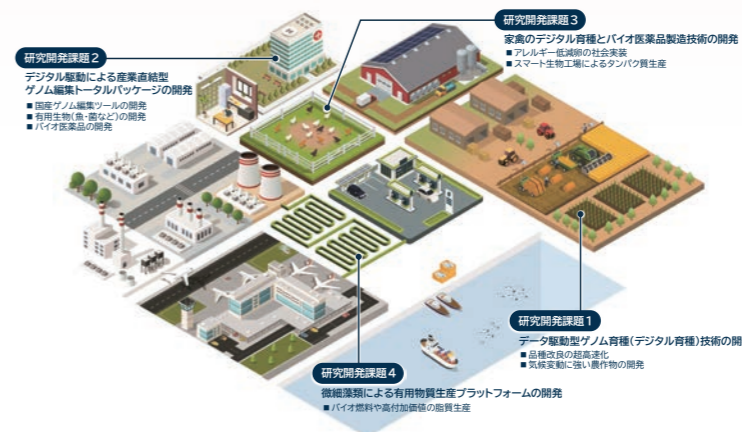 研究開発課題3
家禽のデジタル育種とバイオ医薬品製造技術の開発
■ アレルギー低減卵の社会実装
■ スマート生物工場によるタンパク質生産
研究開発課題2
デジタル駆動による産業直結型
ゲノム編集トータルパッケージの開発
■ 国産ゲノム編集ツールの開発
■ 有用生物(魚・菌など)の開発
■ バイオ医薬品の開発
研究開発課題1
データ駆動型ゲノム育種(デジタル育種)技術の開
■ 品種改良の超高速化
■ 気候変動に強い農作物の開発
研究開発課題4
微細藻類による有用物質生産プラットフォームの開発
■ バイオ燃料や高付加価値の脂質生産